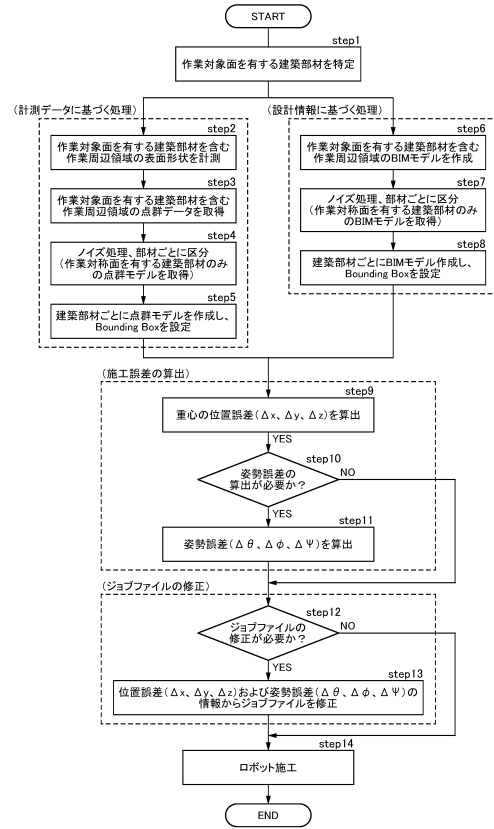 START
step1
作業対象面を有する建築部材を特定
(計測データに基づく処理)
step2
作業対象面を有する建築部材を含む
作業周辺領域の表面形状を計測
step3
作業対象面を有する建築部材を含む
作業周辺領域の点群データを取得
step4
ノイズ処理、部材ごとに区分
(作業対称面を有する建築部材のみ
の点群モデルを取得)
step5
建築部材ごとに点群モデルを作成し、
Bounding Boxを設定
(設計情報に基づく処理)
step6
作業対象面を有する建築部材を含む
作業周辺領域のBIMモデルを作成
step7
ノイズ処理、部材ごとに区分
(作業対称面を有する建築部材のみ
のBIMモデルを取得)
step8
建築部材ごとにBIMモデル作成し、
Bounding Boxを設定
(施工誤差の算出)
step9
重心の位置誤差(Δx、Δy、Δz)を算出
YES
step10
姿勢誤差の
算出が必要か?
NO
YES
step11
姿勢誤差(Δθ、Δφ、ΔΨ)を算出
(ジョブファイルの修正)
step12
ジョブファイルの
修正が必要か?
NO
YES
step13
位置誤差(Δx、Δy、Δz)および姿勢誤差(Δθ、Δφ、ΔΨ)の
情報からジョブファイルを修正
step14
ロボット施工
END